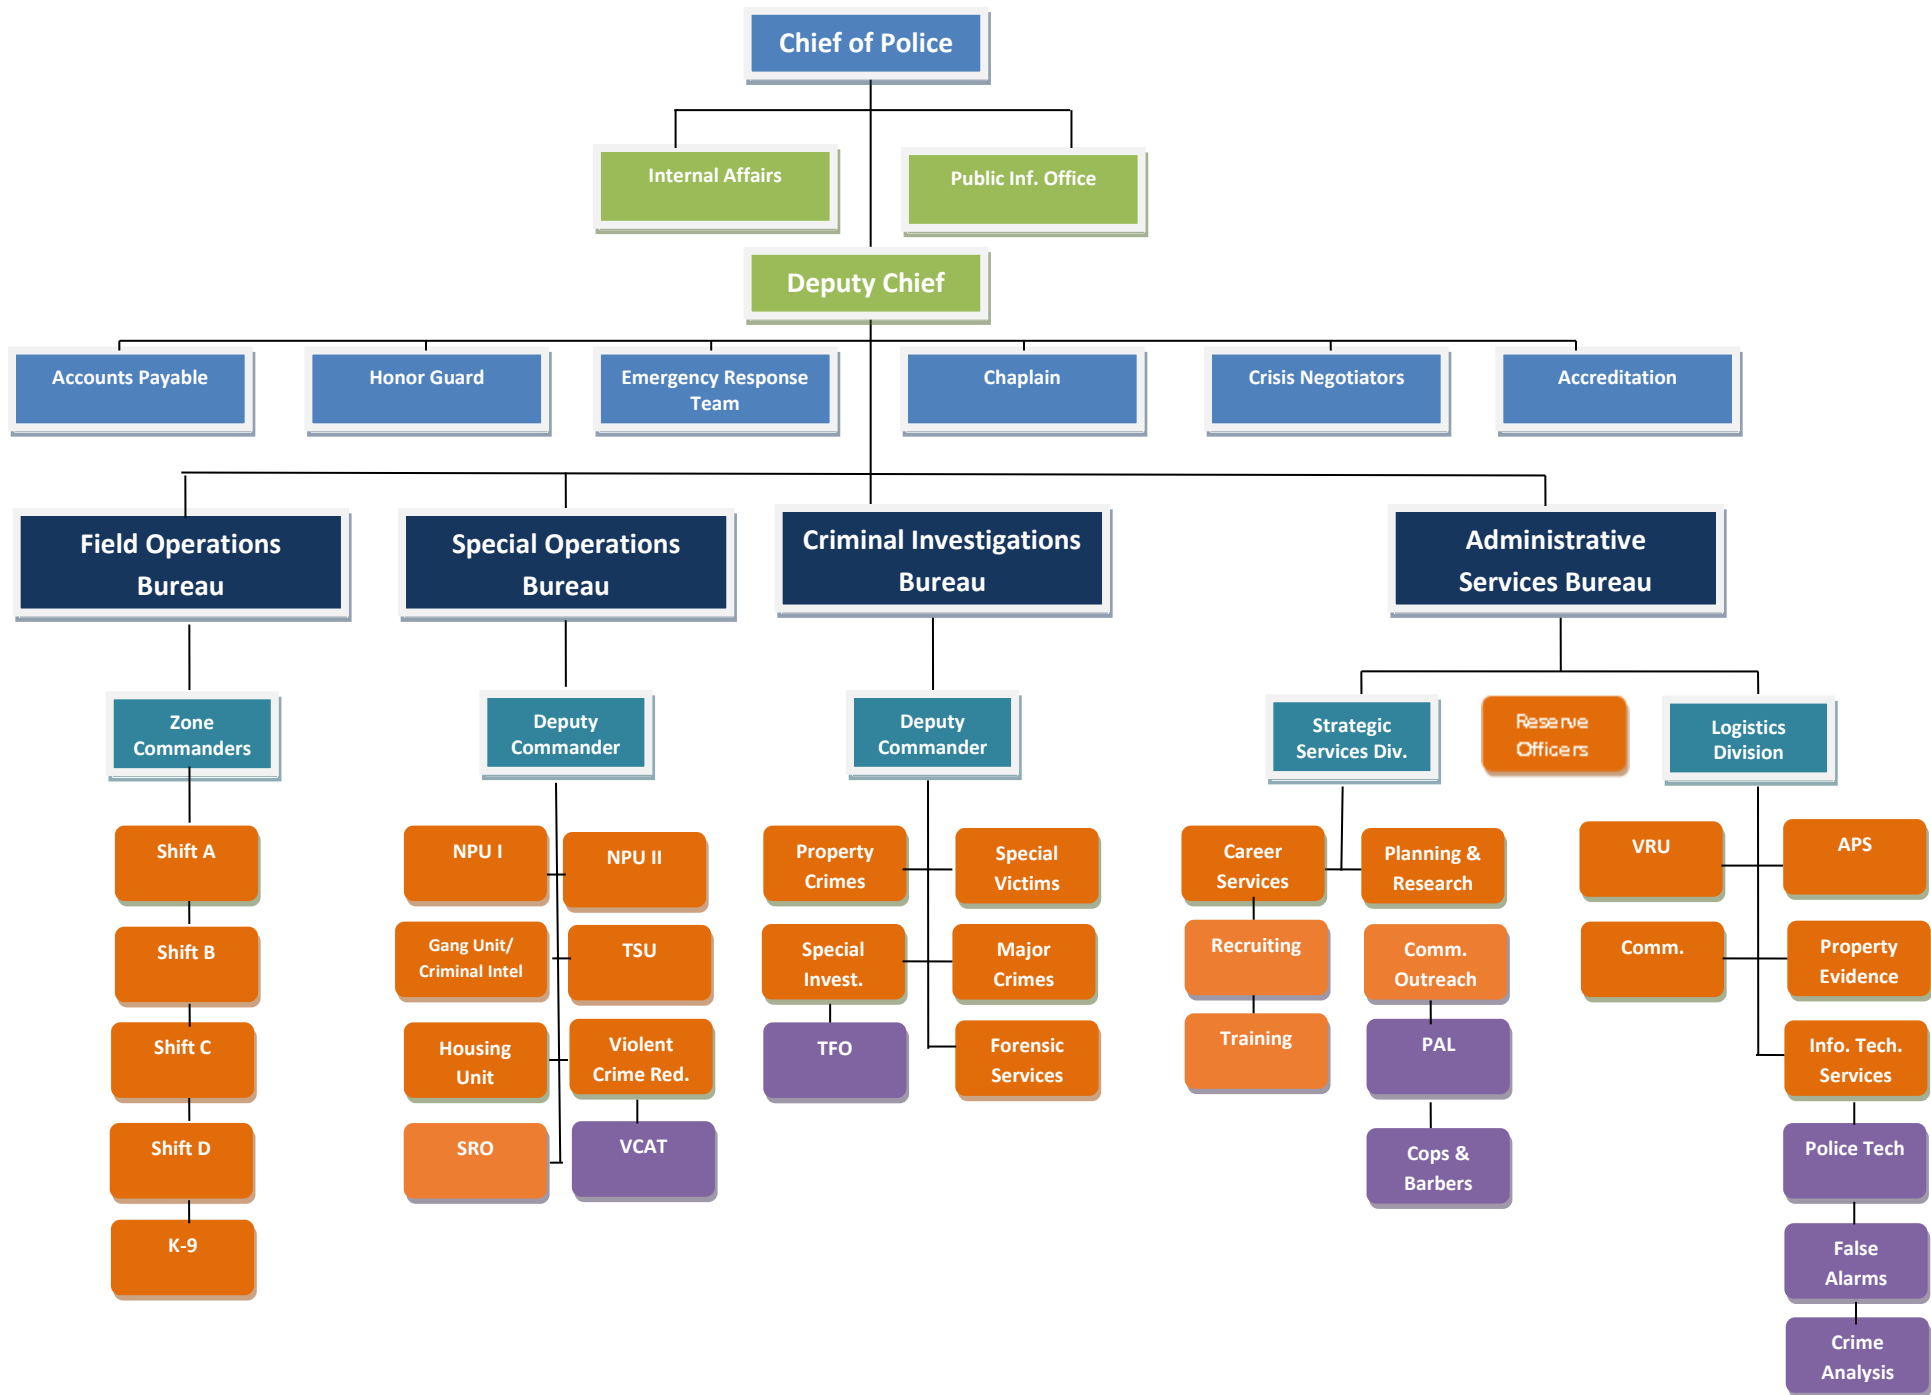 Chief of Police
Internal Affairs
Public Inf. Office
Deputy Chief
Accounts Payable
Honor Guard
Emergency Response
Team
Chaplain
Crisis Negotiators
Accreditation
Field Operations
Bureau
Special Operations
Bureau
Criminal Investigations
Bureau
Administrative
Services Bureau
Zone
Commanders
Deputy
Commander
Deputy
Commander
Strategic
Services Div.
Reserve
Officers
Logistics
Division
Shift A
Shift B
Shift C
Shift D
K-9
NPU I
NPU II
Gang Unit/
Criminal Intel
TSU
Housing
Unit
Violent
Crime Red.
SRO
VCAT
Property
Crimes
Special
Victims
Special
Invest.
Major
Crimes
TFO
Forensic
Services
Career
Services
Planning &
Research
Recruiting
Comm.
Outreach
Training
PAL
Cops &
Barbers
VRU
APS
Comm.
Property
Evidence
Info. Tech.
Services
Police Tech
False
Alarms
Crime
Analysis